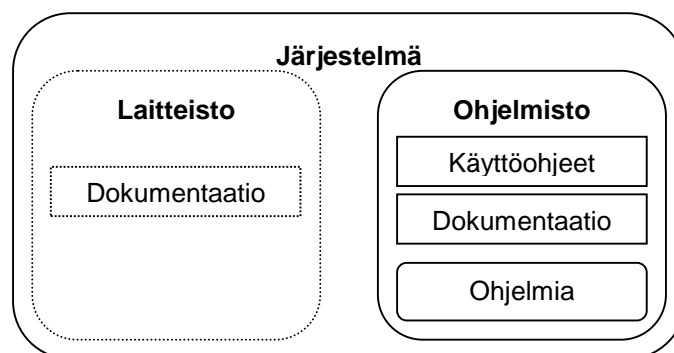 Järjestelmä
Laitteisto
Dokumentaatio
Ohjelmisto
Käyttöohjeet
Dokumentaatio
Ohjelmia